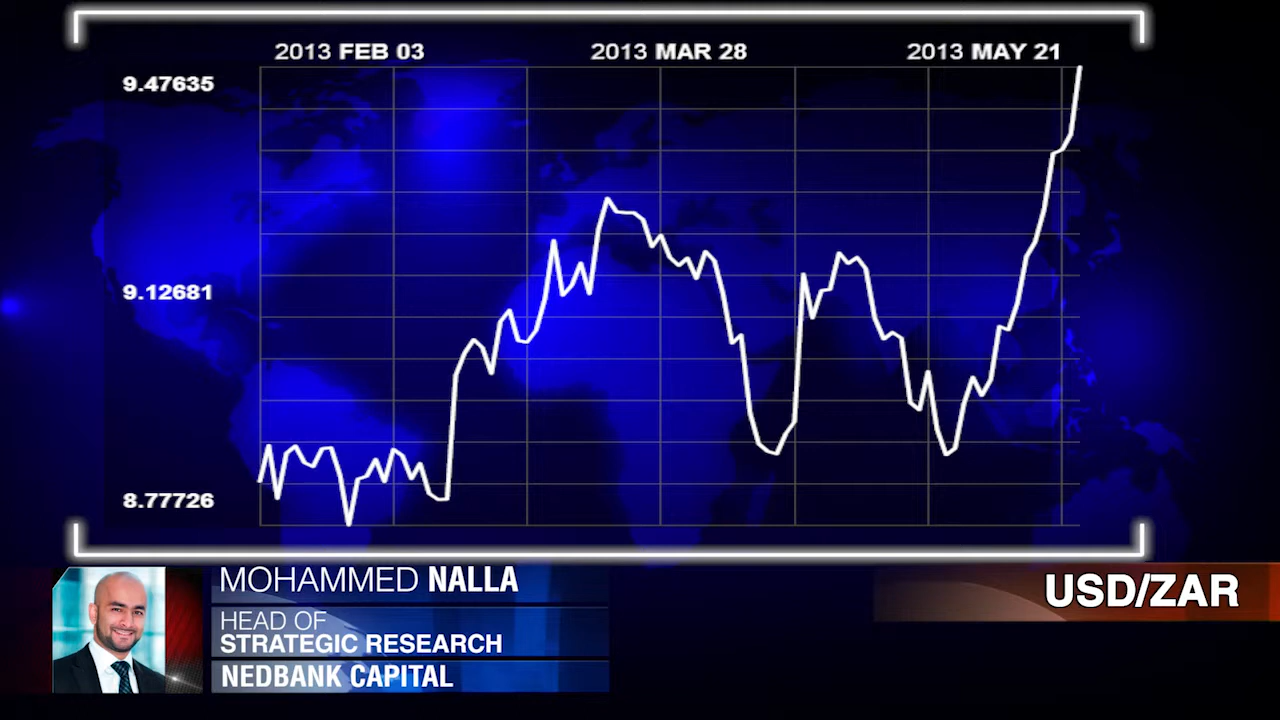 2013 FEB 03 2013 MAR 28 2013 MAY 21
9.47635
9.12681
8.77726
MOHAMMED NALLA
HEAD OF
STRATEGIC RESEARCH
NEDBANK CAPITAL
USD/ZAR